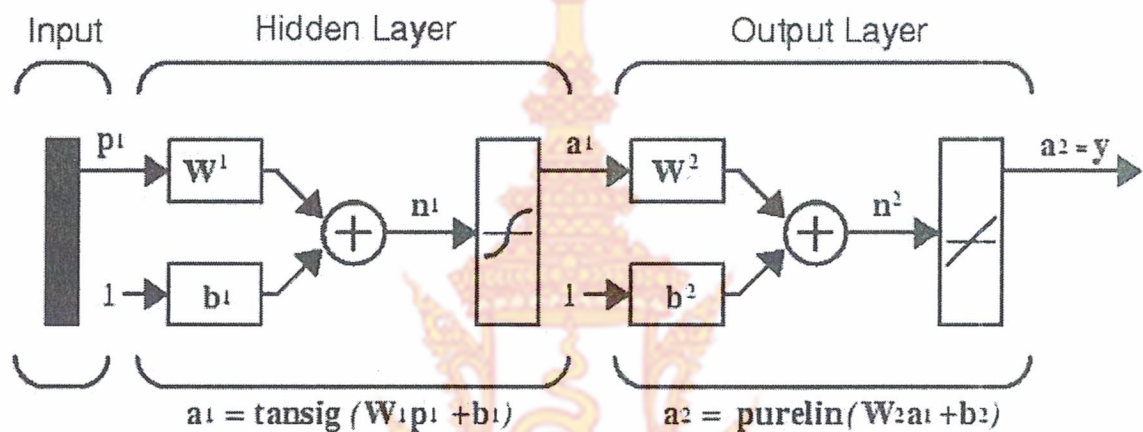 Input Hidden Layer Output Layer
p1 W1 a1 W2 a2 = y
n1 n2
1 b1 1 b2
a1 = tansig (W1p1 +b1) a2 = purelin(W2a1+b2)